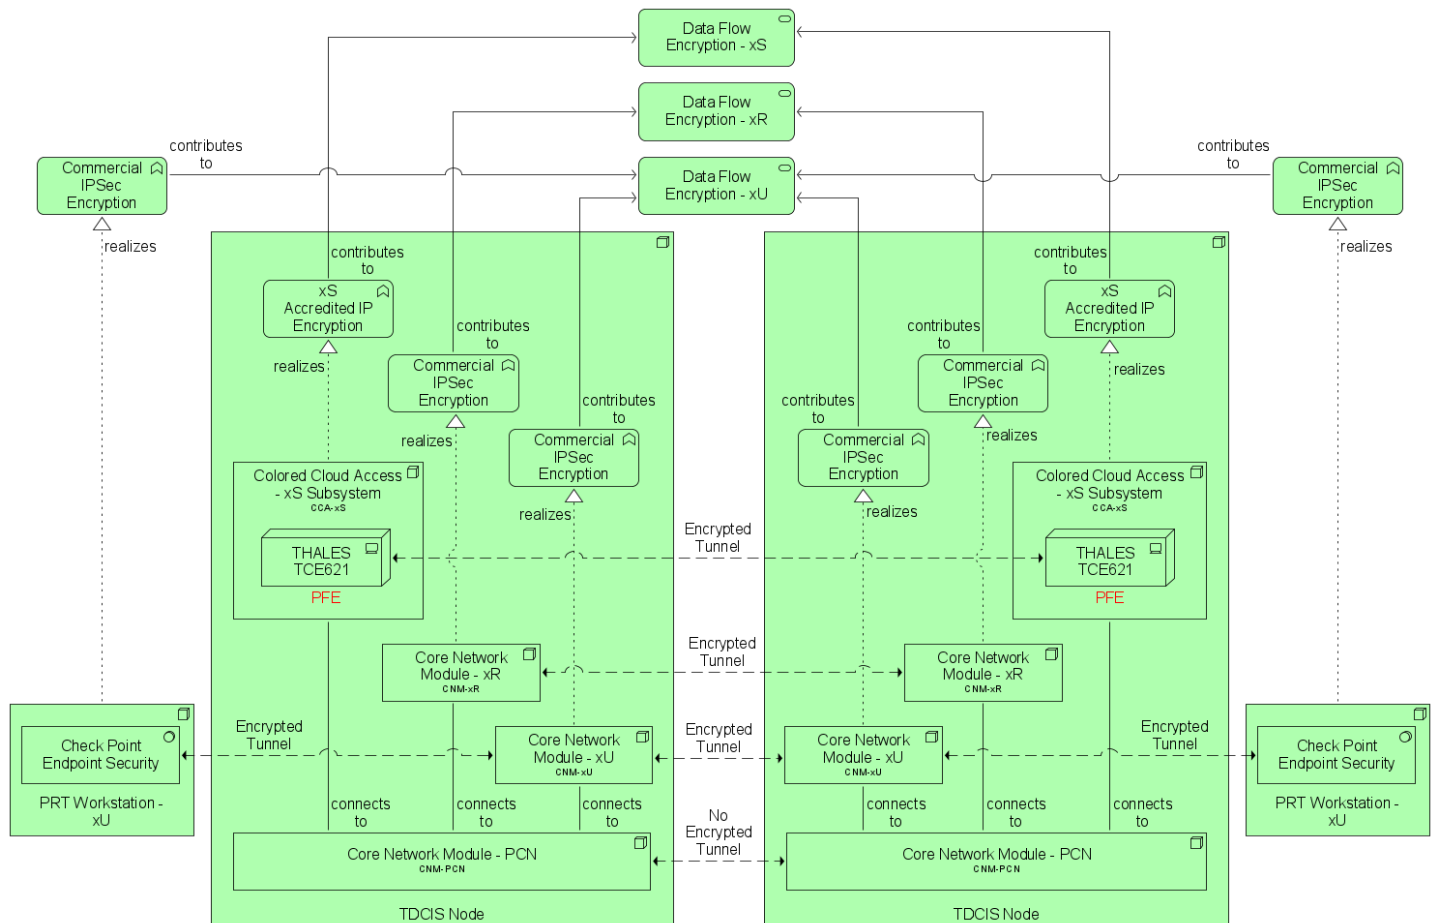 Data Flow
Encryption - xS
Data Flow
Encryption - xR
Data Flow
Encryption - xU
contributes
to
contributes
to
Commercial
IPSec
Encryption
Commercial
IPSec
Encryption
realizes
realizes
contributes
to
contributes
to
xS
Accredited IP
Encryption
xS
Accredited IP
Encryption
contributes
to
contributes
to
realizes
realizes
Commercial
IPSec
Encryption
Commercial
IPSec
Encryption
contributes
to
contributes
to
realizes
realizes
Commercial
IPSec
Encryption
Commercial
IPSec
Encryption
realizes
realizes
Colored Cloud Access
- xS Subsystem
CCA-xS
Colored Cloud Access
- xS Subsystem
CCA-xS
THALES
TCE621
PFE
Encrypted
Tunnel
THALES
TCE621
PFE
Core Network
Module - xR
CNM-xR
Encrypted
Tunnel
Core Network
Module - xR
CNM-xR
Check Point
Endpoint Security
PRT Workstation -
xU
Encrypted
Tunnel
Core Network
Module - xU
CNM-xU
Encrypted
Tunnel
Core Network
Module - xU
CNM-xU
Encrypted
Tunnel
Check Point
Endpoint Security
PRT Workstation -
xU
connects
to
connects
to
connects
to
No
Encrypted
Tunnel
connects
to
connects
to
connects
to
Core Network Module - PCN
CNM-PCN
Core Network Module - PCN
CNM-PCN
TDCIS Node
TDCIS Node